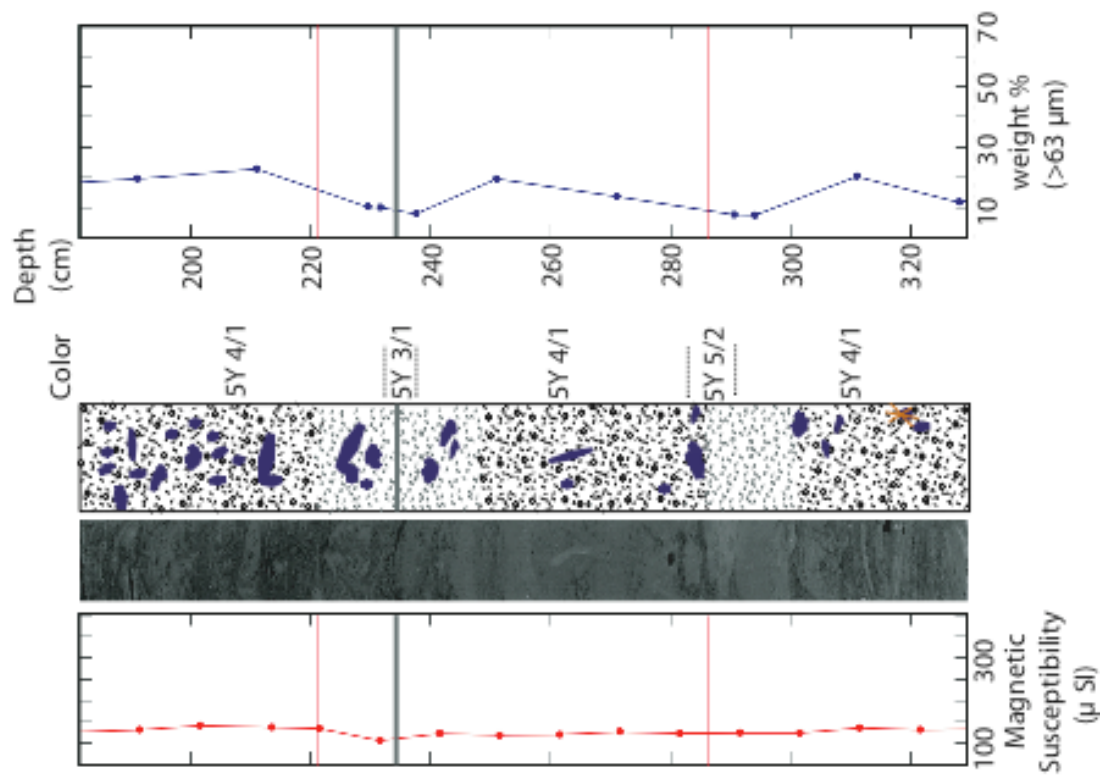 Depth
(cm)
200
220
240
260
280
300
320
10
30
50
70
weight %
(>63 μm)
Color
5Y 4/1
5Y 3/1
5Y 4/1
5Y 5/2
5Y 4/1
100
300
Magnetic
Susceptibility
(μ SI)